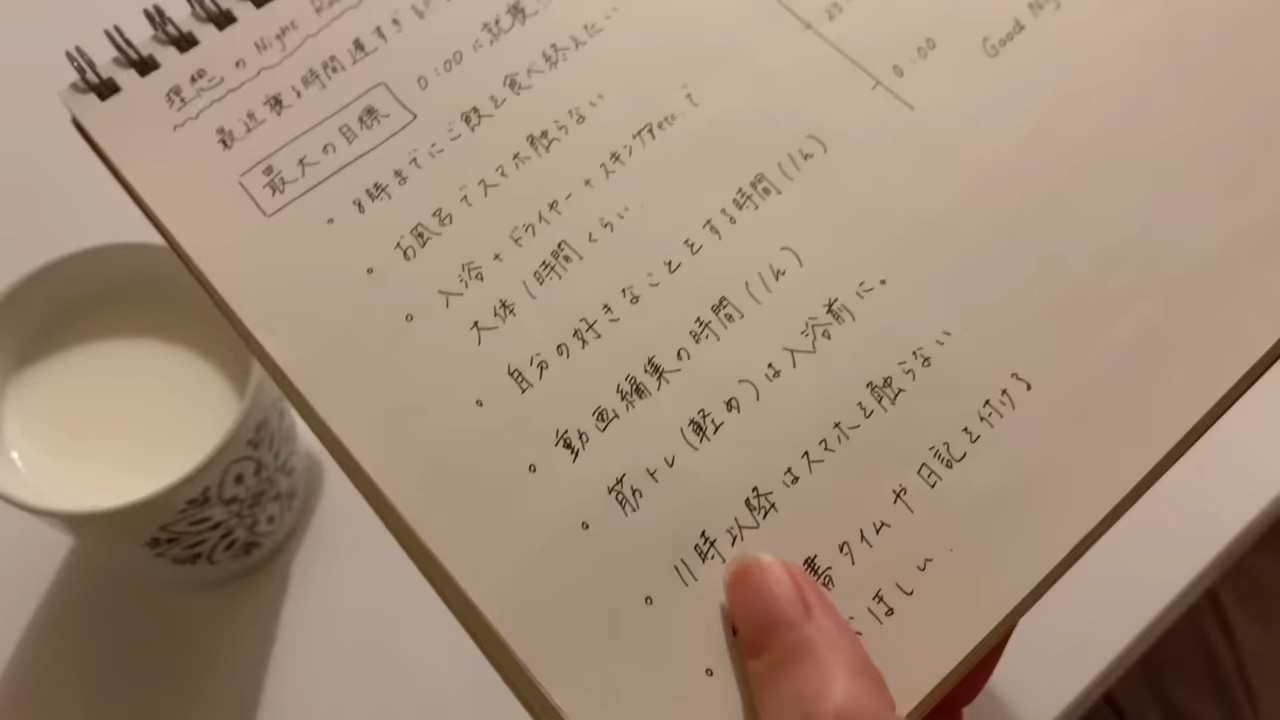 理想のNight
最近寝る時間遅すぎる
最大の目標 0:00に就寝
。8時までにご飯を食べ終えたい
。お風呂でスマホ触らない
。入浴+ドライヤー+スキンケアetc.で
大体1時間くらい.
。自分の好きなことをする時間(1h)
。動画編集の時間(1h)
。筋トレ(軽め)は入浴前に。
。11時以降はスマホを触らない
。書タイムや日記を付ける
ほしい.
0:00 Good